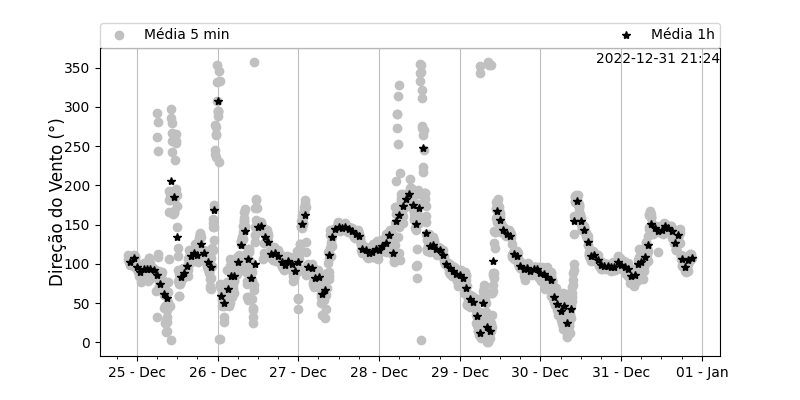 Média 5 min
Média 1h
2022-12-31 21:24
Direção do Vento (°)
350
300
250
200
150
100
50
0
25 - Dec
26 - Dec
27 - Dec
28 - Dec
29 - Dec
30 - Dec
31 - Dec
01 - Jan